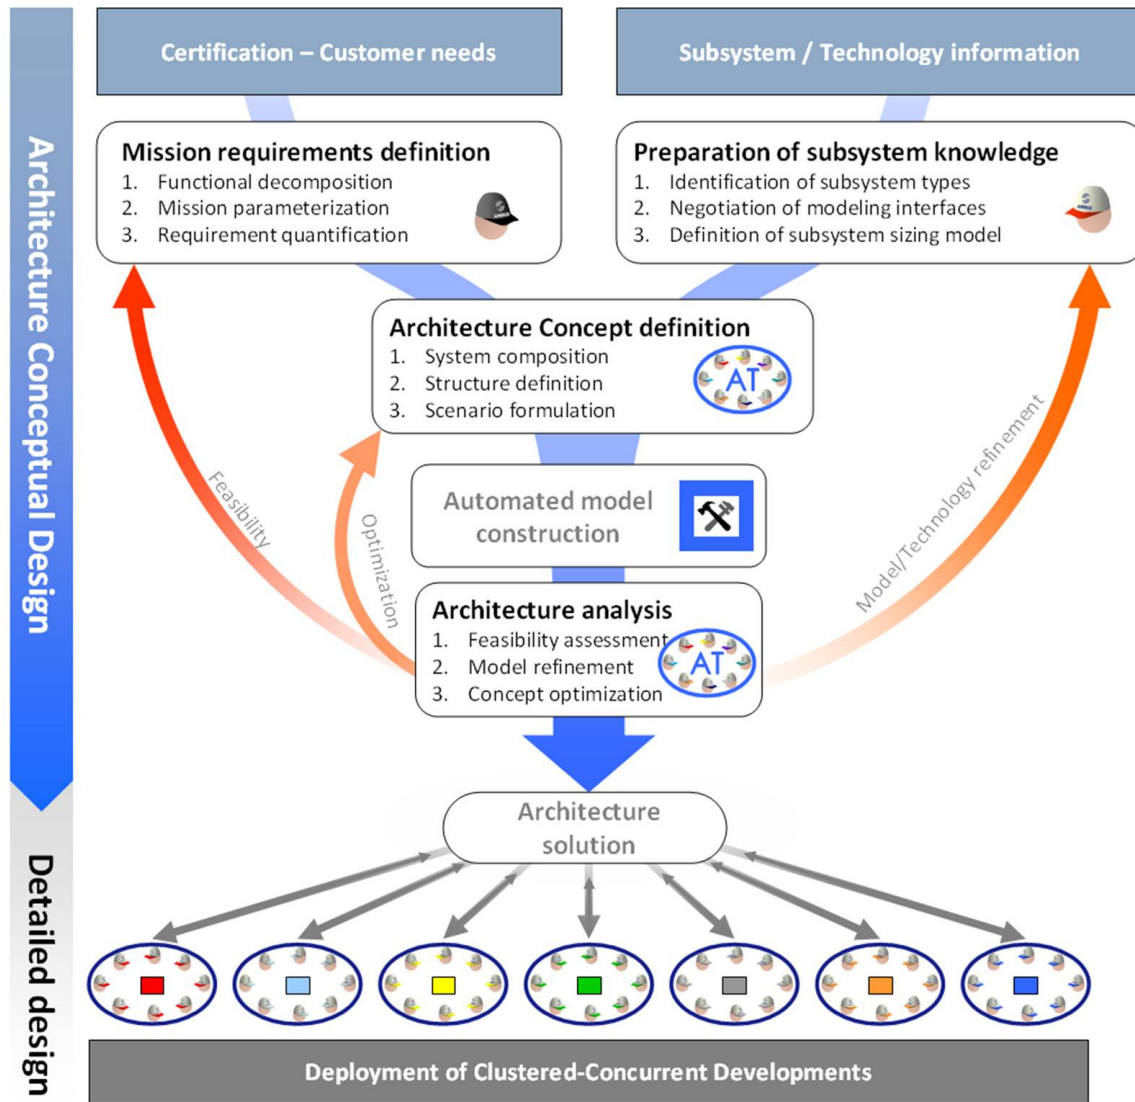 Certification – Customer needs
Subsystem / Technology information
Architecture Conceptual Design
Mission requirements definition
1. Functional decomposition
2. Mission parameterization
3. Requirement quantification
Preparation of subsystem knowledge
1. Identification of subsystem types
2. Negotiation of modeling interfaces
3. Definition of subsystem sizing model
Architecture Concept definition
1. System composition
2. Structure definition
3. Scenario formulation
AT
Feasibility
Optimization
Model/Technology refinement
Automated model
construction
Architecture analysis
1. Feasibility assessment
2. Model refinement
3. Concept optimization
AT
Architecture
solution
Detailed design
Deployment of Clustered-Concurrent Developments